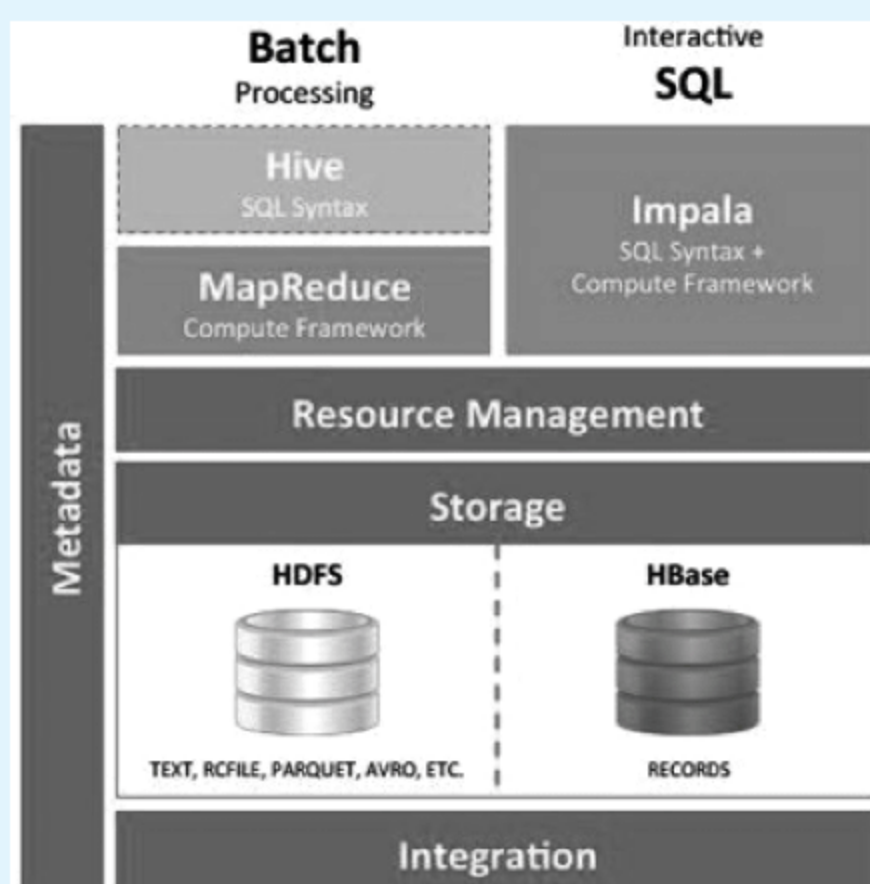 Batch
Processing
Interactive
SQL
Metadata
Hive
SQL Syntax
MapReduce
Compute Framework
Impala
SQL Syntax +
Compute Framework
Resource Management
Storage
HDFS
TEXT, RCFILE, PARQUET, AVRO, ETC.
HBase
RECORDS
Integration